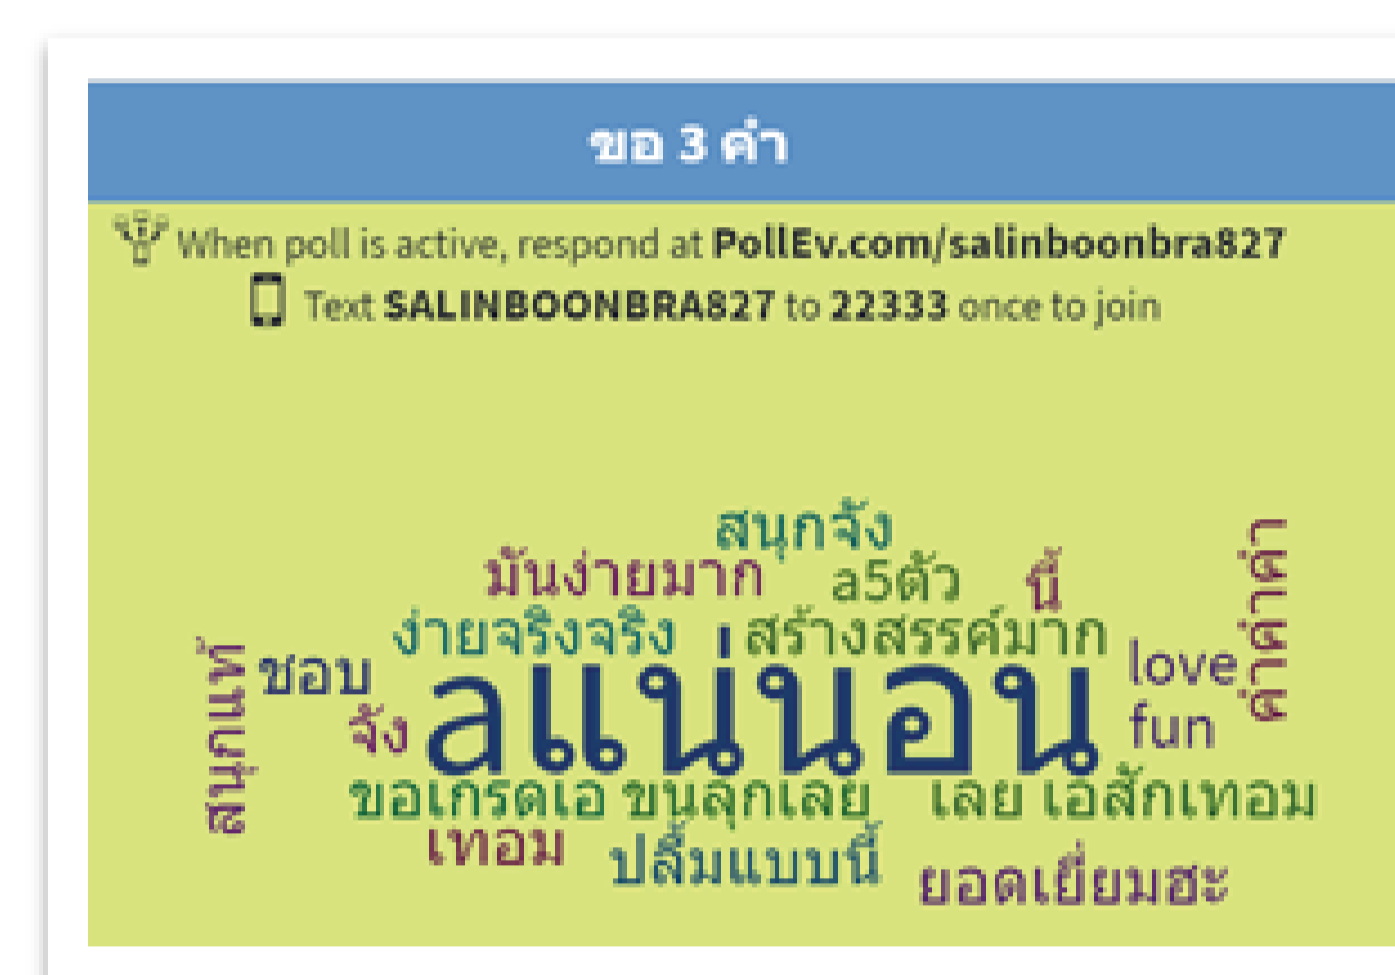 ขอ 3 คำ
When poll is active, respond at PollEv.com/salinboonbra827
Text SALINBOONBRA827 to 22333 once to join
สนุกจัง
มันง่ายมาก
a5ตัว
นี้
คำคำคำ
ง่ายจริงจริง
สร้างสรรค์มาก
สนุกแท้
ชอบ
love
จัง
aแน่นอน
fun
ขอเกรดเอ
ขนลุกเลย
เลย
เอสักเทอม
เทอม
ปลื้มแบบนี้
ยอดเยี่ยมฮะ